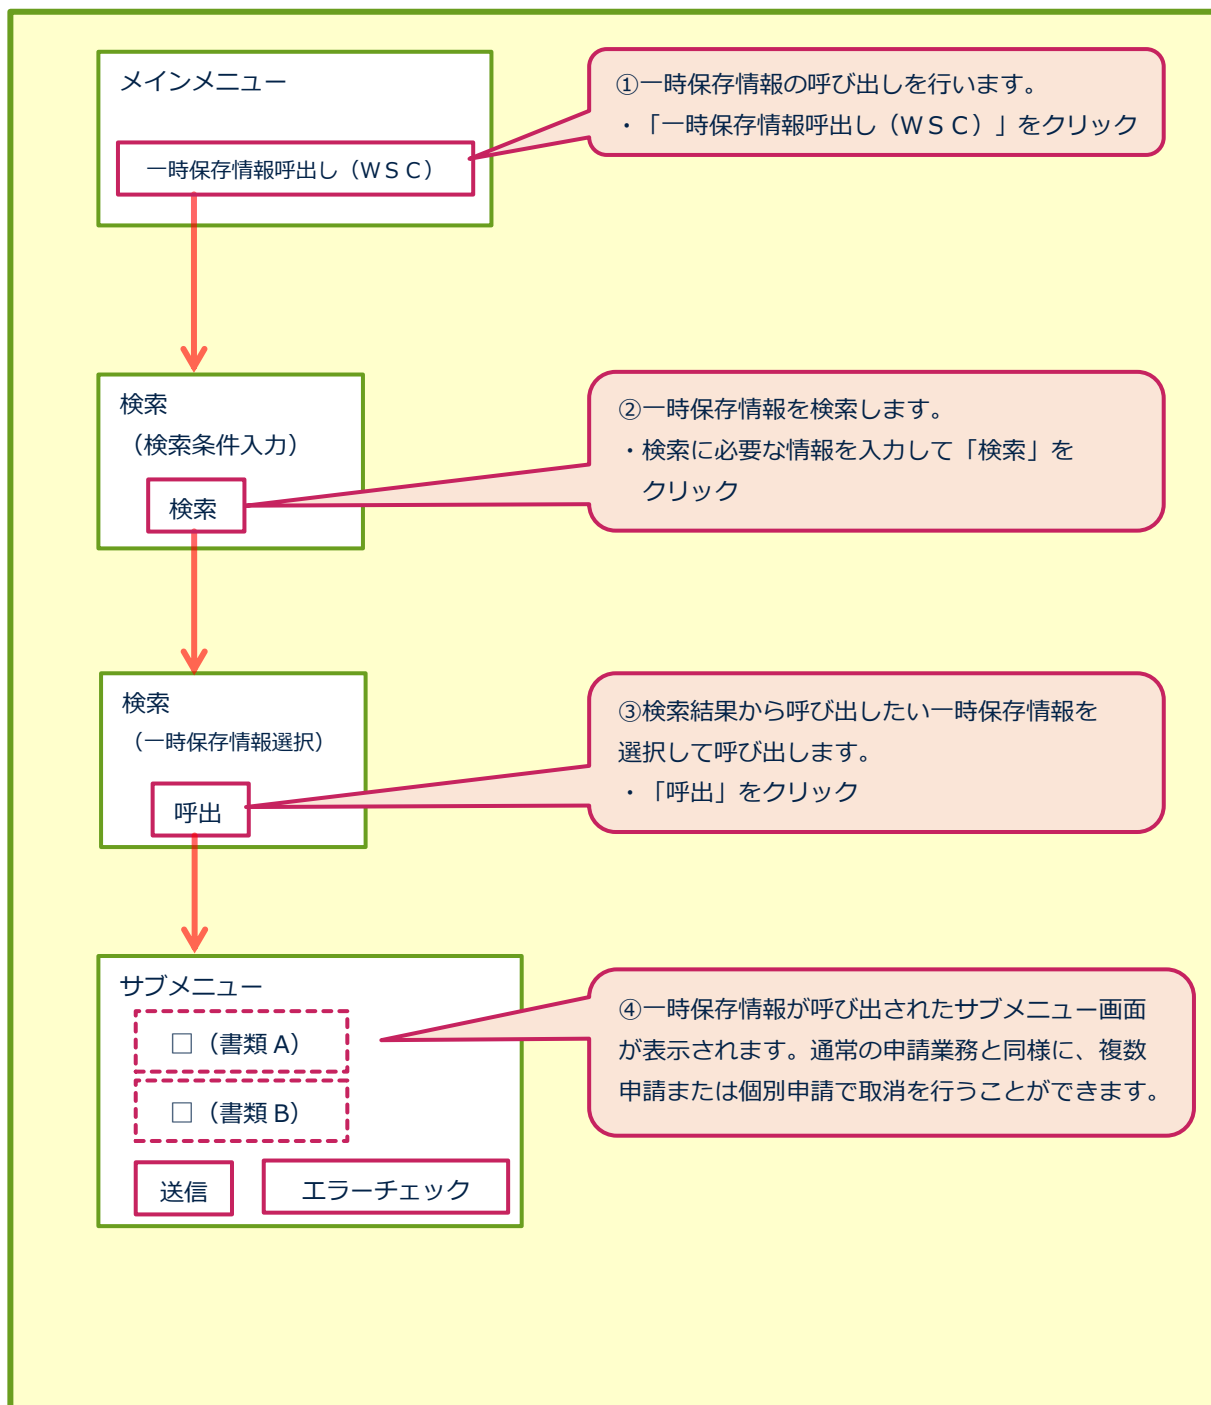 メインメニュー
一時保存情報呼出し（ＷＳＣ）
①一時保存情報の呼び出しを行います。
・「一時保存情報呼出し（ＷＳＣ）」をクリック
検索
（検索条件入力）
検索
②一時保存情報を検索します。
・検索に必要な情報を入力して「検索」を
クリック
検索
（一時保存情報選択）
呼出
③検索結果から呼び出したい一時保存情報を
選択して呼び出します。
・「呼出」をクリック
サブメニュー
□（書類 A）
□（書類 B）
送信
エラーチェック
④一時保存情報が呼び出されたサブメニュー画面
が表示されます。通常の申請業務と同様に、複数
申請または個別申請で取消を行うことができます。